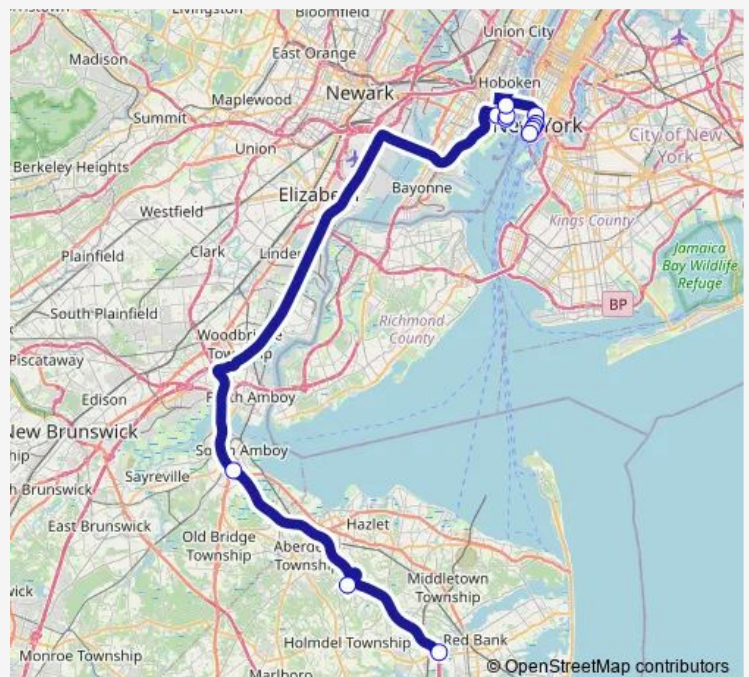 Livingston
Bloomfield
Union City
Madison
East Orange
Hoboken
Newark
Maplewood
Summit
New York
City of New
York
Union
Berkeley Heights
Bayonne
Elizabeth
Westfield
Kings County
Clark
Linden
Jamaica
Bay Wildlife
Refuge
Plainfield
BP
South Plainfield
Richmond
County
Woodbridge
Township
Piscataway
Edison
Perth Amboy
New Brunswick
South Amboy
Sayreville
h Brunswick
East Brunswick
Hazlet
Old Bridge
Township
Aberdeen
Township
Middletown
Township
wick
Holmdel Township
Red Bank
Monroe Township
Marlboro
© OpenStreetMap contributors